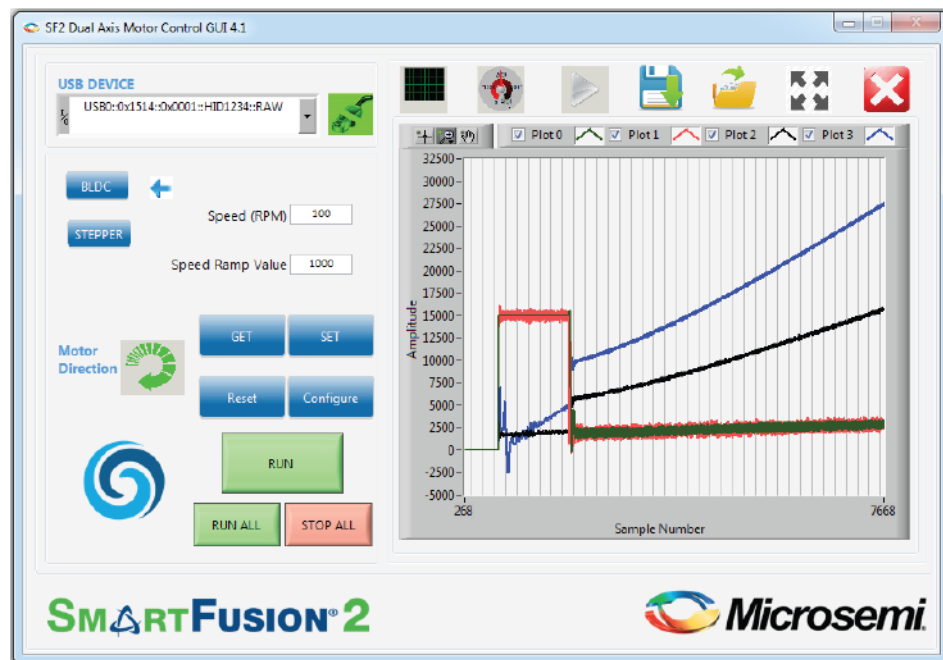 SF2 Dual Axis Motor Control GUI 4.1
USB DEVICE
I/O
USB0::0x1514::0x0001::HID1234::RAW
BLDC
STEPPER
Speed (RPM) 100
Speed Ramp Value 1000
Motor
Direction
GET
SET
Reset
Configure
RUN
RUN ALL
STOP ALL
Plot 0
Plot 1
Plot 2
Plot 3
32500
30000
27500
25000
22500
20000
17500
15000
12500
10000
7500
5000
2500
0
-2500
-5000
Amplitude
268
7668
Sample Number
SMARTFUSION®2
Microsemi.